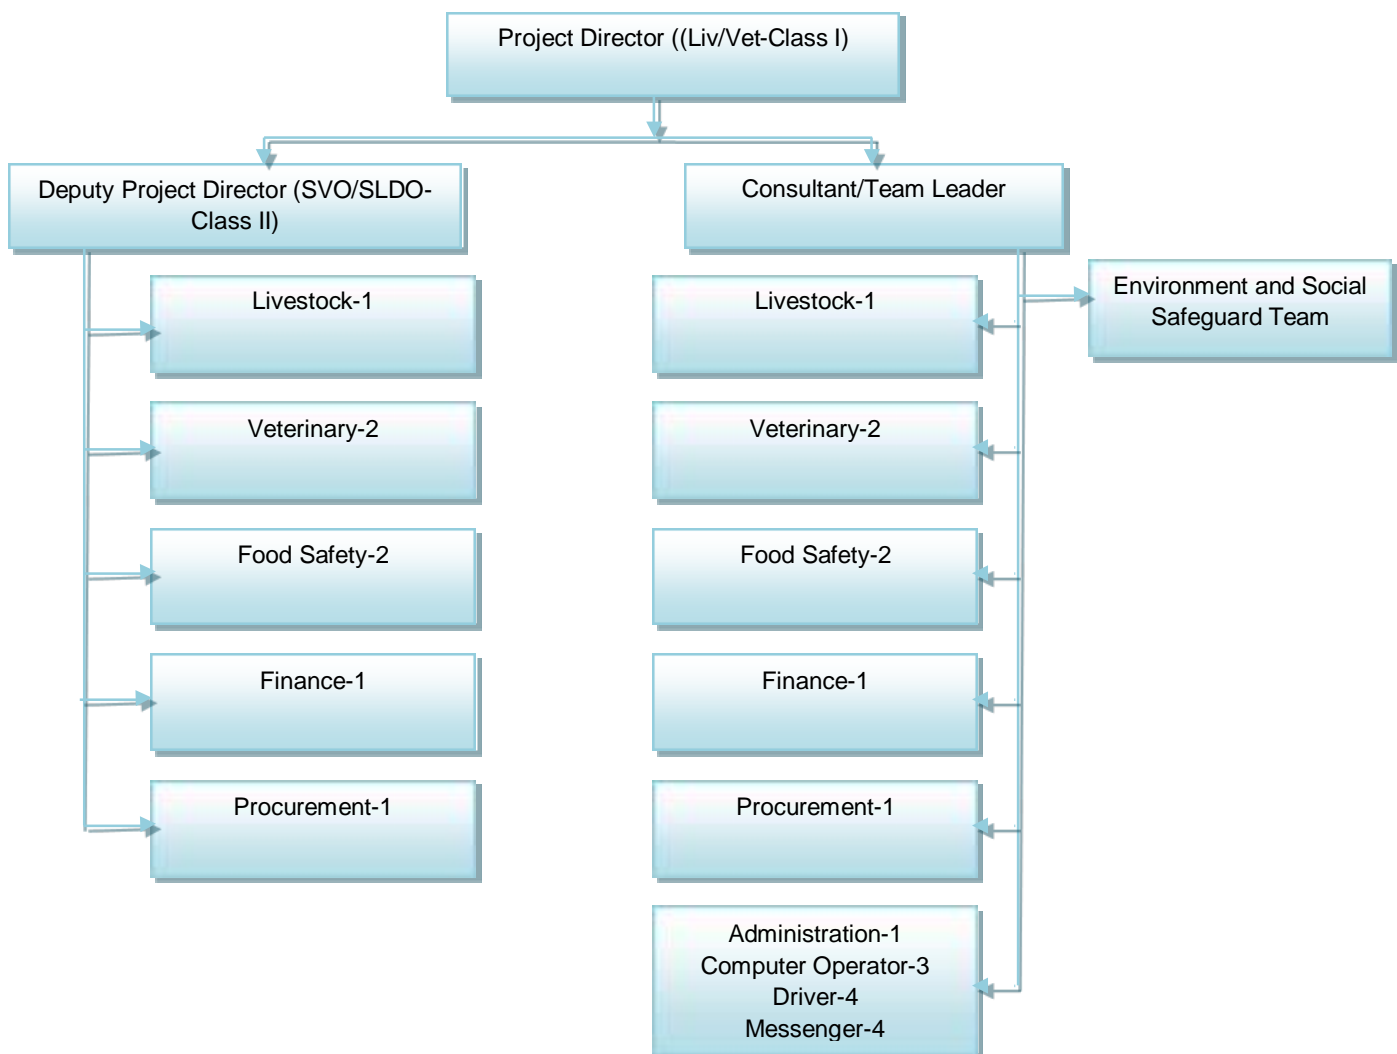 Project Director ((Liv/Vet-Class I)
Deputy Project Director (SVO/SLDO-
Class II)
Consultant/Team Leader
Livestock-1
Veterinary-2
Food Safety-2
Finance-1
Procurement-1
Livestock-1
Veterinary-2
Food Safety-2
Finance-1
Procurement-1
Administration-1
Computer Operator-3
Driver-4
Messenger-4
Environment and Social
Safeguard Team